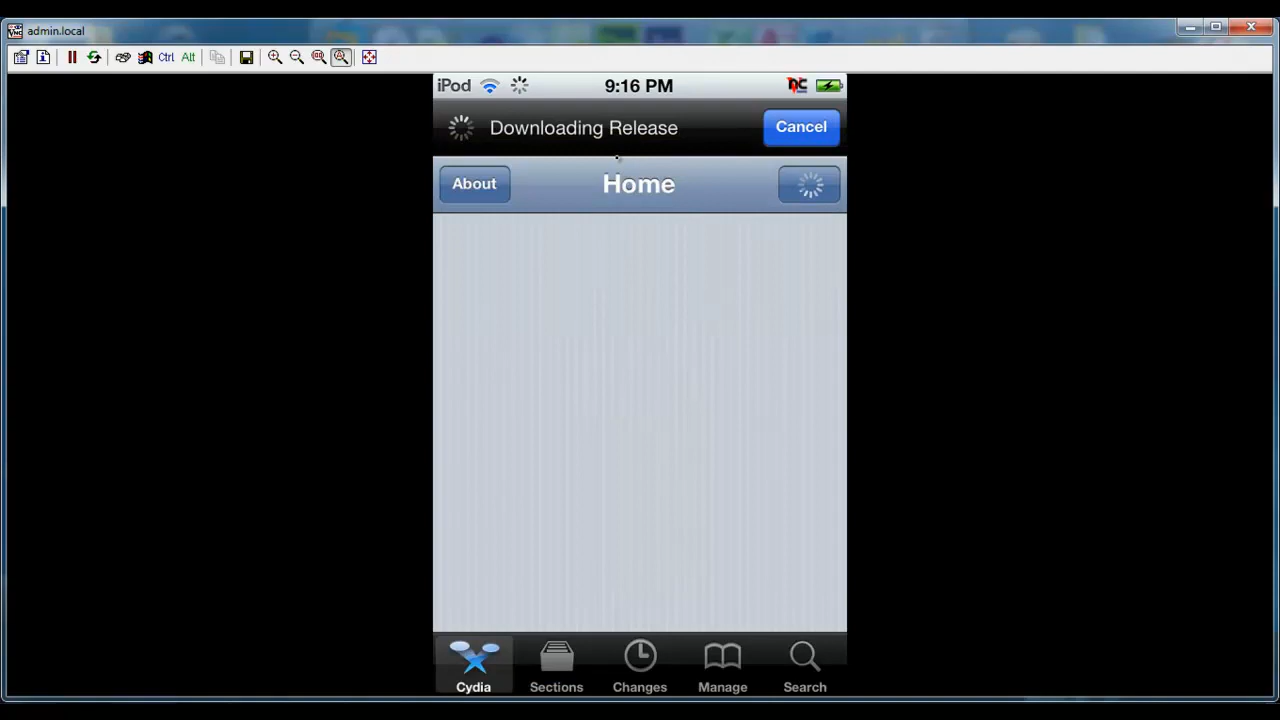 admin.local
Ctrl Alt
iPod 9:16 PM
Downloading Release Cancel
About Home
Cydia Sections Changes Manage Search